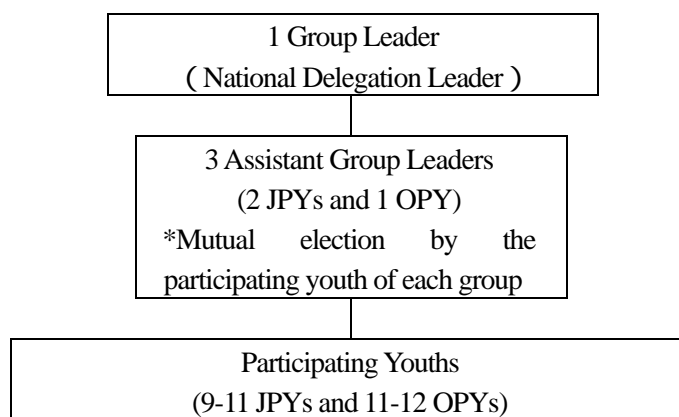 1 Group Leader
( National Delegation Leader )
3 Assistant Group Leaders
(2 JPYs and 1 OPY)
*Mutual election by the
participating youth of each group
Participating Youths
(9-11 JPYs and 11-12 OPYs)